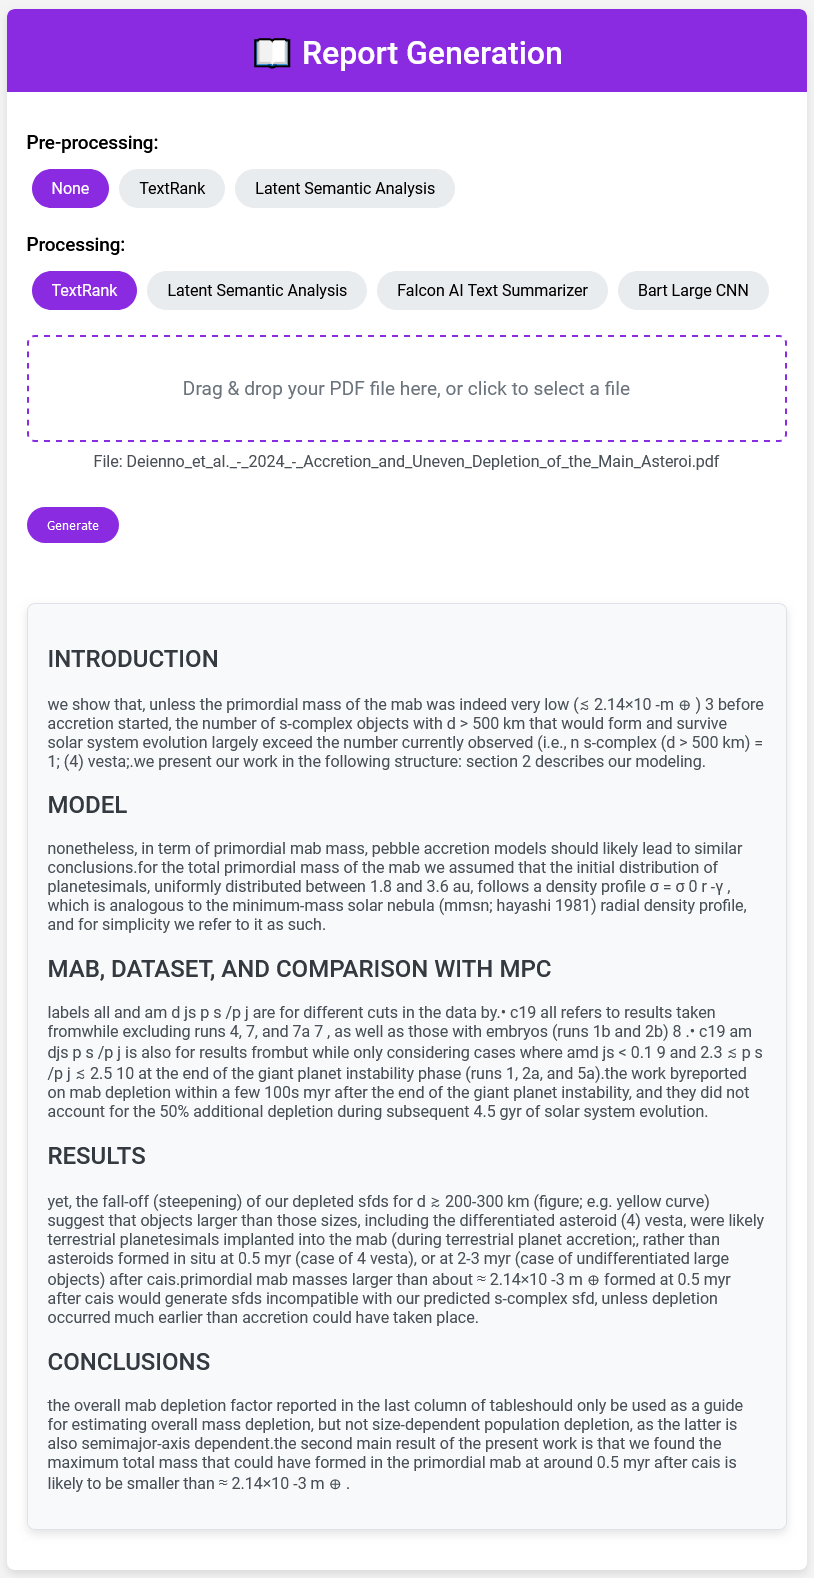 📖 Report Generation
Pre-processing:
None
TextRank
Latent Semantic Analysis
Processing:
TextRank
Latent Semantic Analysis
Falcon AI Text Summarizer
Bart Large CNN
Drag & drop your PDF file here, or click to select a file
File: Deienno_et_al._-_2024_-_Accretion_and_Uneven_Depletion_of_the_Main_Asteroi.pdf
Generate
INTRODUCTION
we show that, unless the primordial mass of the mab was indeed very low (≲ 2.14×10 -m ⊕ ) 3 before
accretion started, the number of s-complex objects with d > 500 km that would form and survive
solar system evolution largely exceed the number currently observed (i.e., n s-complex (d > 500 km) =
1; (4) vesta;.we present our work in the following structure: section 2 describes our modeling.
MODEL
nonetheless, in term of primordial mab mass, pebble accretion models should likely lead to similar
conclusions.for the total primordial mass of the mab we assumed that the initial distribution of
planetesimals, uniformly distributed between 1.8 and 3.6 au, follows a density profile σ = σ 0 r -γ ,
which is analogous to the minimum-mass solar nebula (mmsn; hayashi 1981) radial density profile,
and for simplicity we refer to it as such.
MAB, DATASET, AND COMPARISON WITH MPC
labels all and am d js p s /p j are for different cuts in the data by.• c19 all refers to results taken
fromwhile excluding runs 4, 7, and 7a 7 , as well as those with embryos (runs 1b and 2b) 8 .• c19 am
djs p s /p j is also for results frombut while only considering cases where amd js < 0.1 9 and 2.3 ≲ p s
/p j ≲ 2.5 10 at the end of the giant planet instability phase (runs 1, 2a, and 5a).the work byreported
on mab depletion within a few 100s myr after the end of the giant planet instability, and they did not
account for the 50% additional depletion during subsequent 4.5 gyr of solar system evolution.
RESULTS
yet, the fall-off (steepening) of our depleted sfds for d ≳ 200-300 km (figure; e.g. yellow curve)
suggest that objects larger than those sizes, including the differentiated asteroid (4) vesta, were likely
terrestrial planetesimals implanted into the mab (during terrestrial planet accretion;, rather than
asteroids formed in situ at 0.5 myr (case of 4 vesta), or at 2-3 myr (case of undifferentiated large
objects) after cais.primordial mab masses larger than about ≈ 2.14×10 -3 m ⊕ formed at 0.5 myr
after cais would generate sfds incompatible with our predicted s-complex sfd, unless depletion
occurred much earlier than accretion could have taken place.
CONCLUSIONS
the overall mab depletion factor reported in the last column of tableshould only be used as a guide
for estimating overall mass depletion, but not size-dependent population depletion, as the latter is
also semimajor-axis dependent.the second main result of the present work is that we found the
maximum total mass that could have formed in the primordial mab at around 0.5 myr after cais is
likely to be smaller than ≈ 2.14×10 -3 m ⊕ .